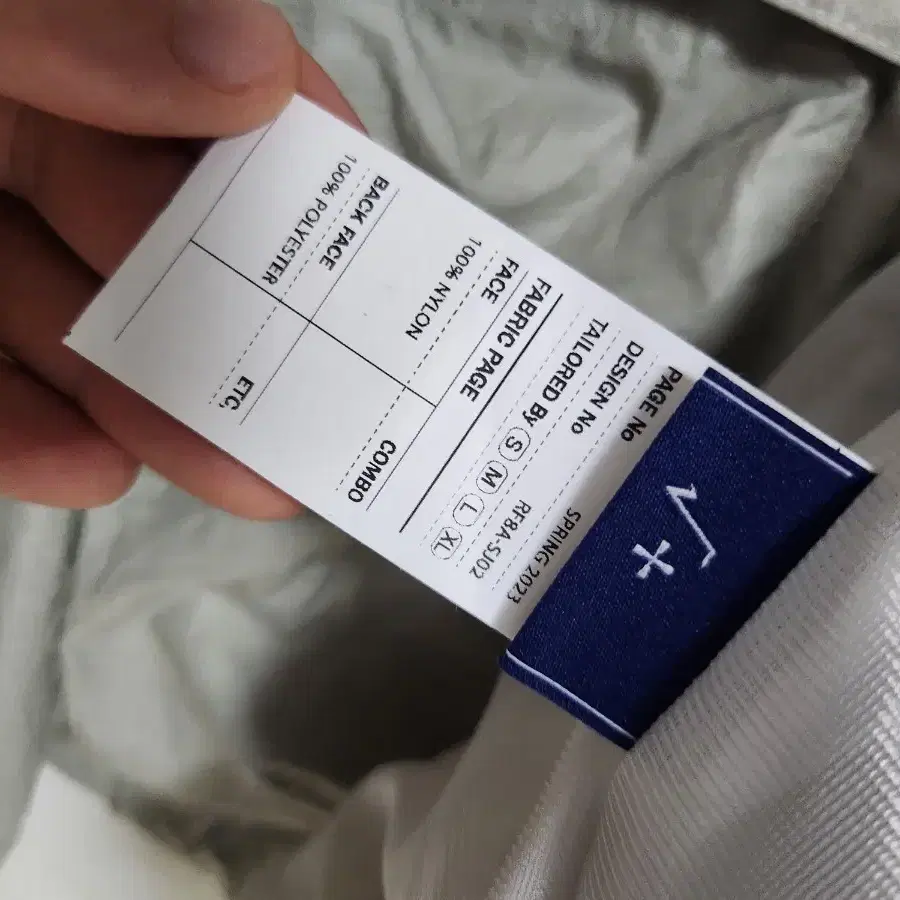 PAGE No SPRING 2023
DESIGN No RF8A-SJ02
TAILORED By S M L XL
FABRIC PAGE
FACE COMBO
100% NYLON
BACK FACE ETC,
100% POLYESTER